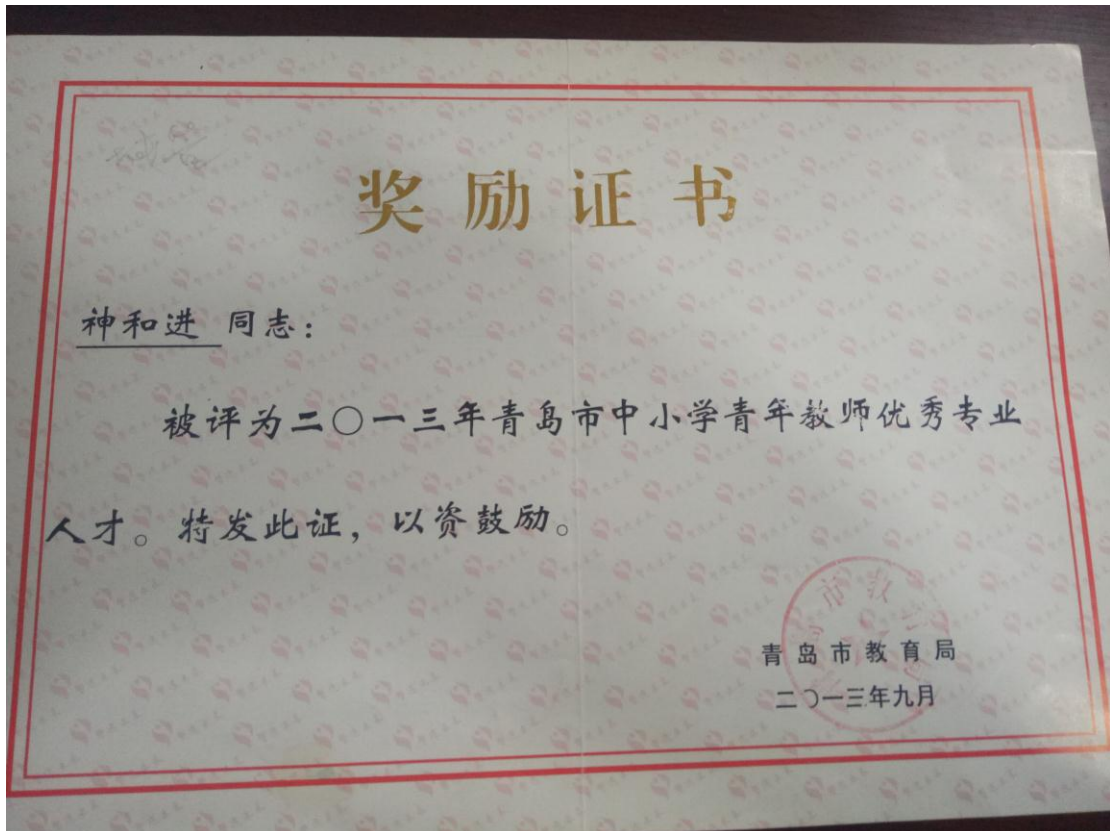 奖励证书
神和进 同志：
被评为二〇一三年青岛市中小学青年教师优秀专业
人才。特发此证，以资鼓励。
青岛市教育局
二〇一三年九月